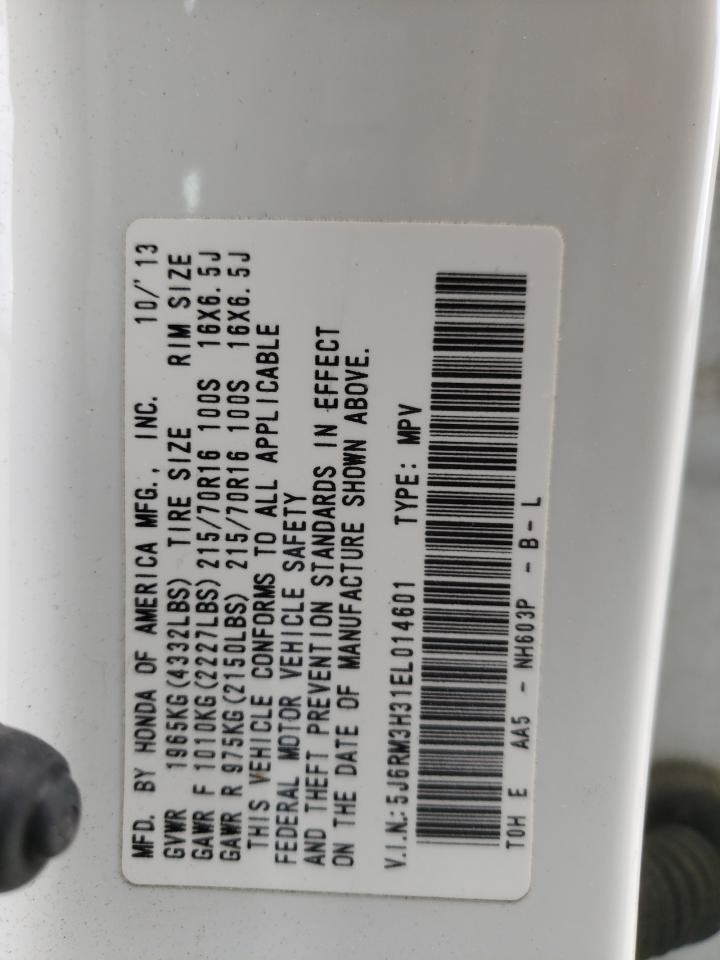 MFD. BY HONDA OF AMERICA MFG., INC. 10/'13
GVWR 1965KG(4332LBS) TIRE SIZE RIM SIZE
GAWR F 1010KG(2227LBS) 215/70R16 100S 16X6.5J
GAWR R 975KG(2150LBS) 215/70R16 100S 16X6.5J
THIS VEHICLE CONFORMS TO ALL APPLICABLE
FEDERAL MOTOR VEHICLE SAFETY
AND THEFT PREVENTION STANDARDS IN EFFECT
ON THE DATE OF MANUFACTURE SHOWN ABOVE.
V.I.N.: 5J6RM3H31EL014601 TYPE: MPV
T0H E AA5 - NH603P - B - L